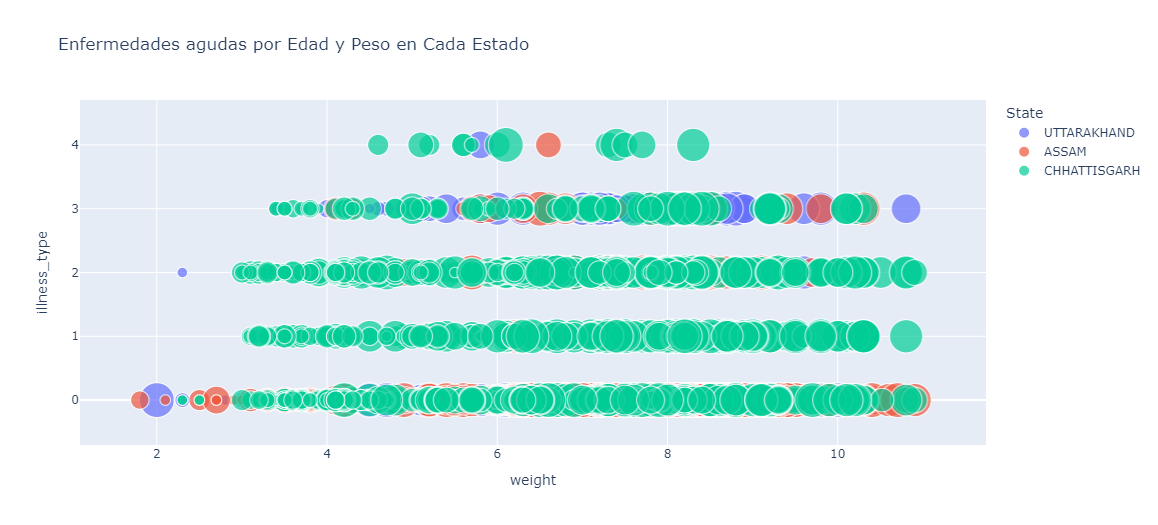 Enfermedades agudas por Edad y Peso en Cada Estado
State
UTTARAKHAND
ASSAM
CHHATTISGARH
illness_type
4
3
2
1
0
2
4
6
8
10
weight